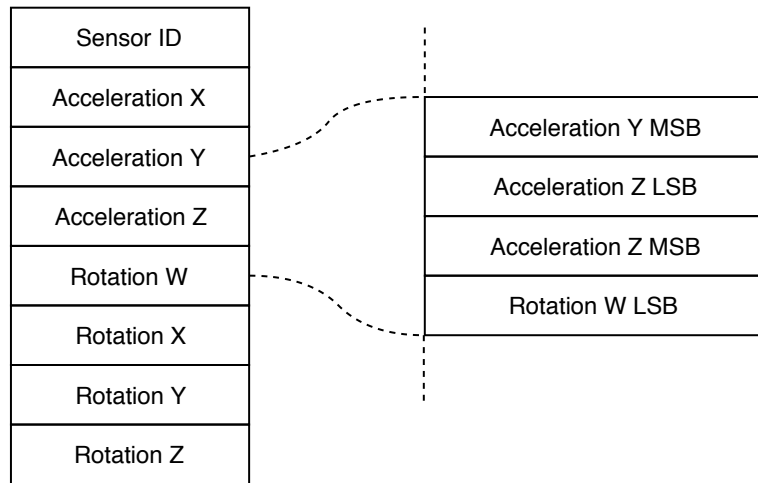 Sensor ID
Acceleration X
Acceleration Y
Acceleration Z
Rotation W
Rotation X
Rotation Y
Rotation Z
Acceleration Y MSB
Acceleration Z LSB
Acceleration Z MSB
Rotation W LSB